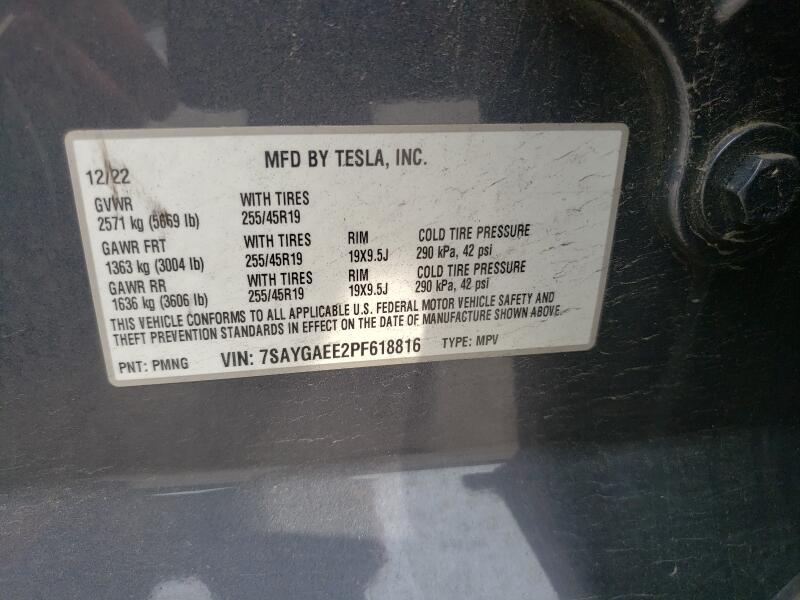 MFD BY TESLA, INC.
12/22
GVWR WITH TIRES
2571 kg (5669 lb) 255/45R19
GAWR FRT WITH TIRES RIM COLD TIRE PRESSURE
1363 kg (3004 lb) 255/45R19 19X9.5J 290 kPa, 42 psi
GAWR RR WITH TIRES RIM COLD TIRE PRESSURE
1636 kg (3606 lb) 255/45R19 19X9.5J 290 kPa, 42 psi
THIS VEHICLE CONFORMS TO ALL APPLICABLE U.S. FEDERAL MOTOR VEHICLE SAFETY AND
THEFT PREVENTION STANDARDS IN EFFECT ON THE DATE OF MANUFACTURE SHOWN ABOVE.
PNT: PMNG VIN: 7SAYGAEE2PF618816 TYPE: MPV